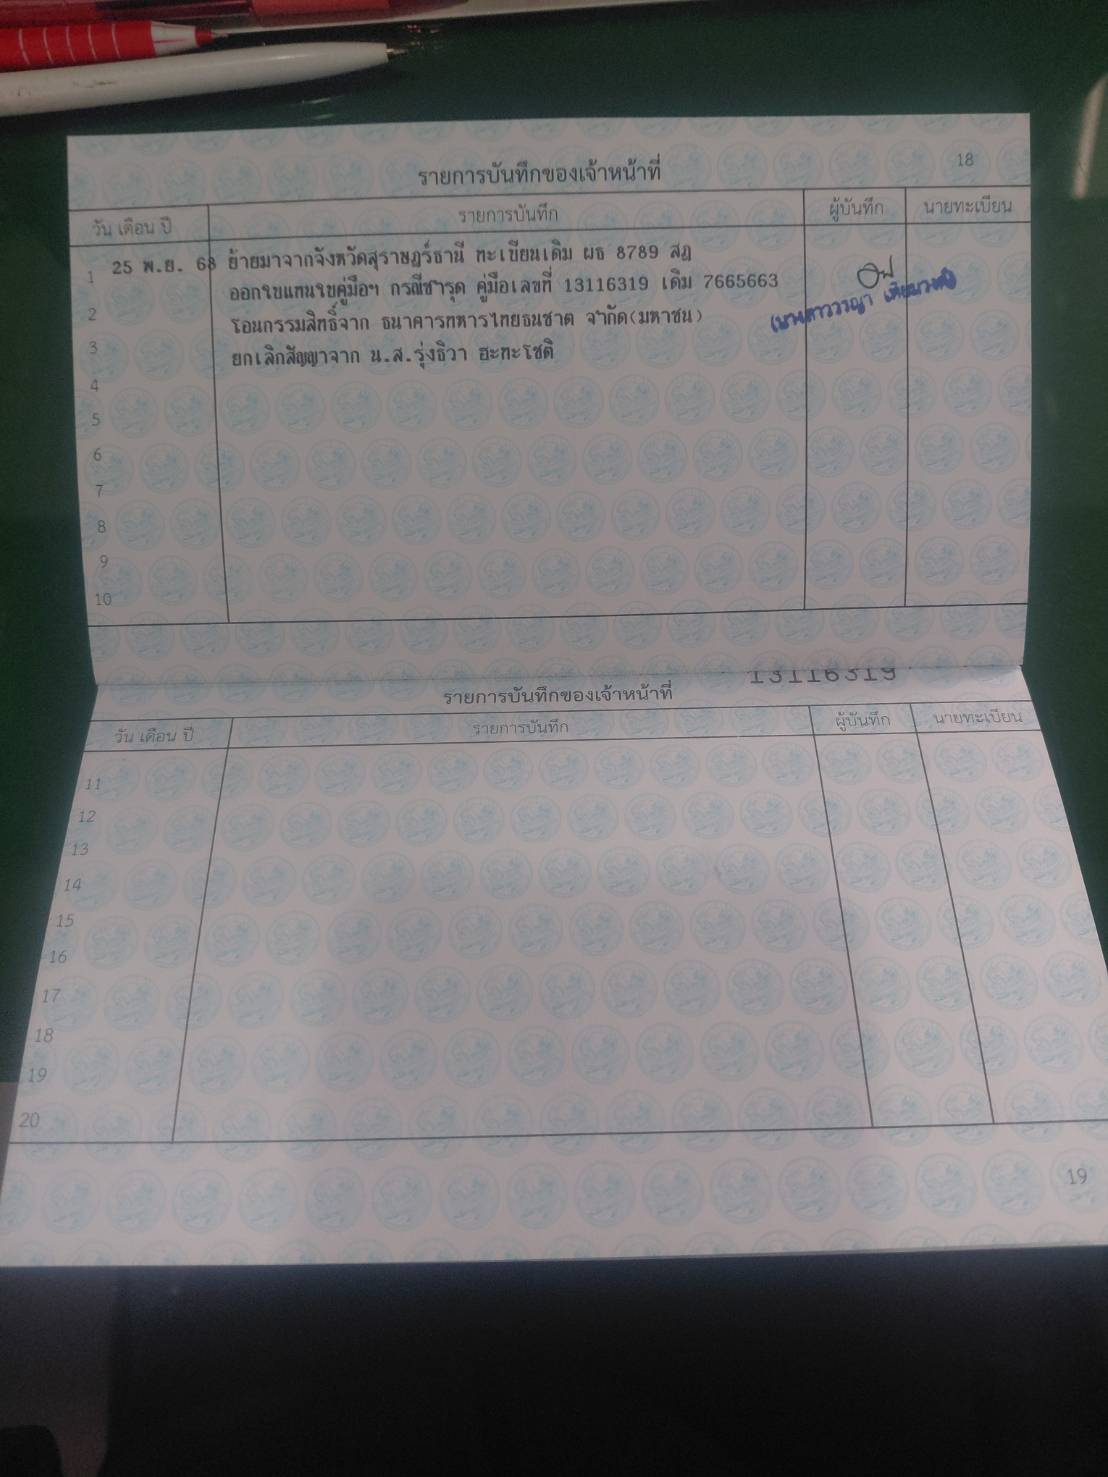 18
รายการบันทึกของเจ้าหน้าที่
วัน เดือน ปี รายการบันทึก ผู้บันทึก นายทะเบียน
1 25 พ.ย. 68 ย้ายมาจากจังหวัดสุราษฎร์ธานี ทะเบียนเดิม ผธ 8789 สฎ
2 ออกใบแทนใบคู่มือฯ กรณีชำรุด คู่มือเลขที่ 13116319 เดิม 7665663
3 โอนกรรมสิทธิ์จาก ธนาคารทหารไทยธนชาต จำกัด(มหาชน)
ยกเลิกสัญญาจาก น.ส.รุ่งธิวา ฮะทะโชติ
4
5
6
7
8
9
10
13116319
รายการบันทึกของเจ้าหน้าที่
วัน เดือน ปี รายการบันทึก ผู้บันทึก นายทะเบียน
11
12
13
14
15
16
17
18
19
20
19